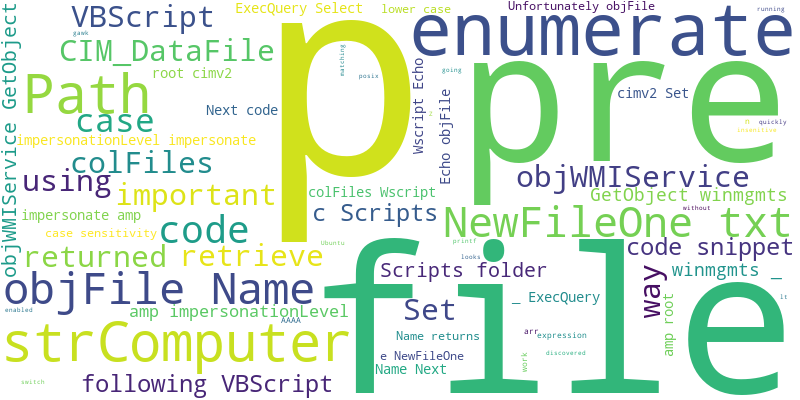 VBScript
ExecQuery Select
lower case
Unfortunately objFile
running
gawk
p
enumerate
CIM_DataFile
matching
root cimv2
posix
Path
pre
Next code
cimv2 Set
quickly
insensitive
case
impersonationLevel impersonate
Wscript Echo
Echo objFile
going
objWMIService GetObject
colFiles
using
important
colFiles Wscript
objWMIService
GetObject winmgmts
impersonate amp
c Scripts
without
code
case sensitivity
NewFileOne txt
returned
retrieve
Ubuntu
printf
looks
code snippet
file
Scripts folder
way
winmgmts _
enabled
objFile Name
Set
_ ExecQuery
lt
amp impersonationLevel
AAAA
strComputer
Name returns
arr
expression
amp root
e NewFileOne
work
discovered
Name Next
switch
following VBScript